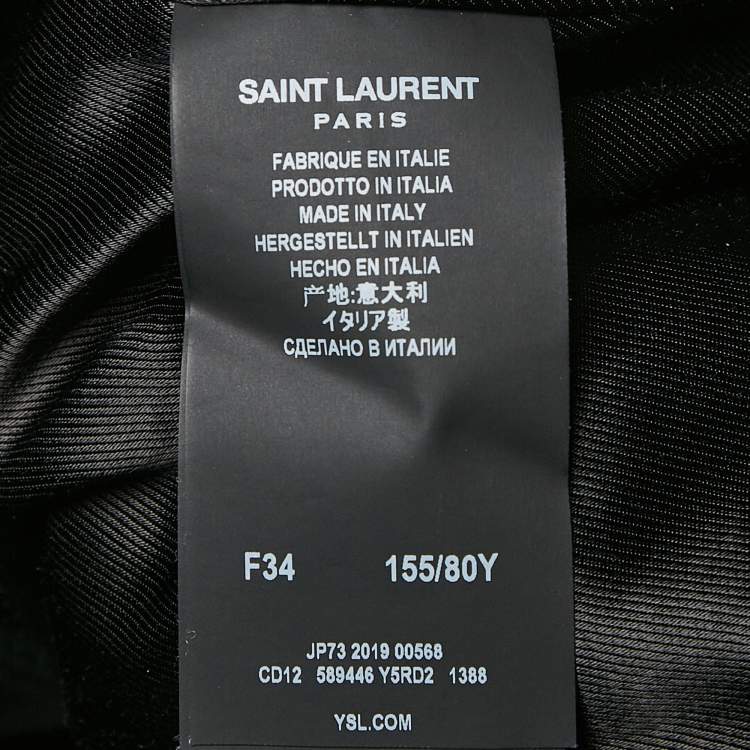 SAINT LAURENT
PARIS
FABRIQUE EN ITALIE
PRODOTTO IN ITALIA
MADE IN ITALY
HERGESTELLT IN ITALIEN
HECHO EN ITALIA
产地:意大利
イタリア製
СДЕЛАНО В ИТАЛИИ
F34 155/80Y
JP73 2019 00568
CD12 589446 Y5RD2 1388
YSL.COM